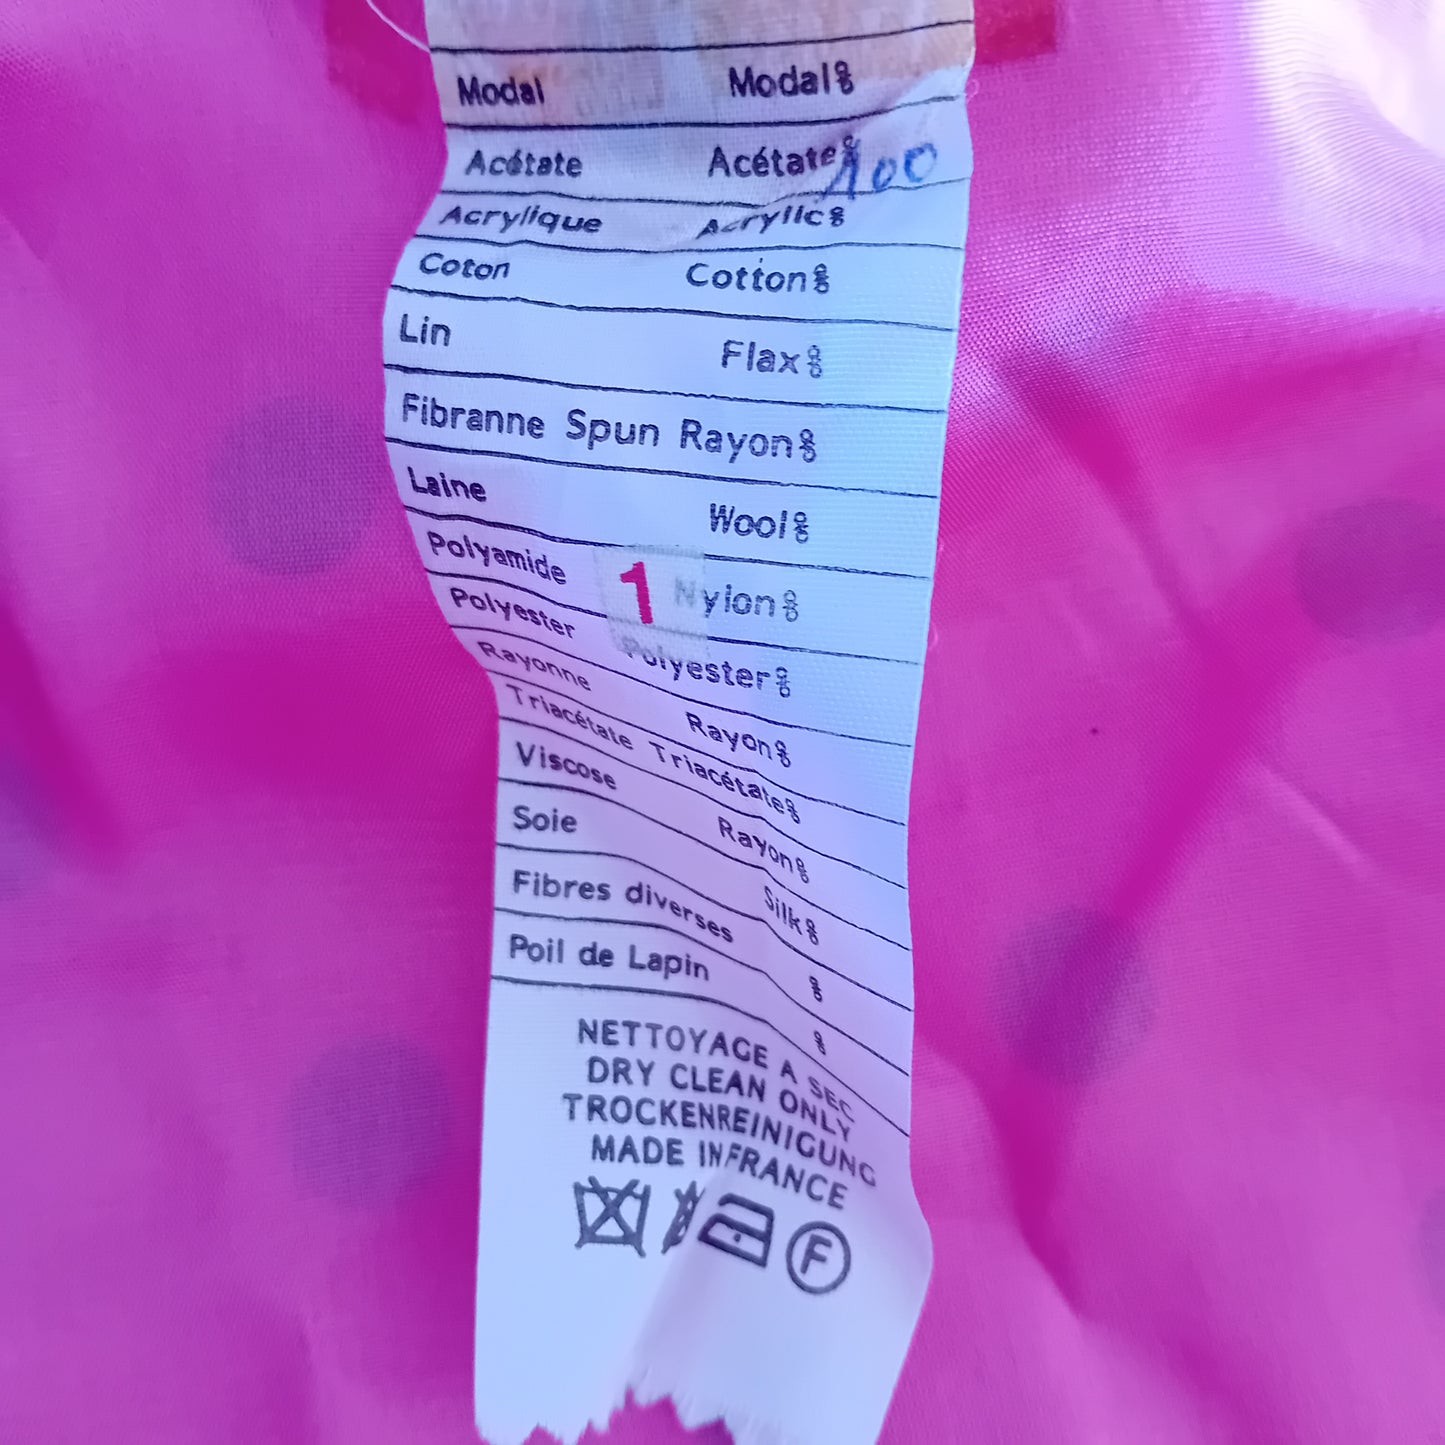 Modal Modal%
Acétate Acétate% 100
Acrylique Acrylic%
Coton Cotton%
Lin Flax%
Fibranne Spun Rayon%
Laine Wool%
Polyamide Nylon%
1
Polyester Polyester%
Rayonne Rayon%
Triacétate Triacétate%
Viscose Rayon%
Soie Silk%
Fibres diverses %
Poil de Lapin %
NETTOYAGE A SEC
DRY CLEAN ONLY
TROCKENREINIGUNG
MADE IN FRANCE
F